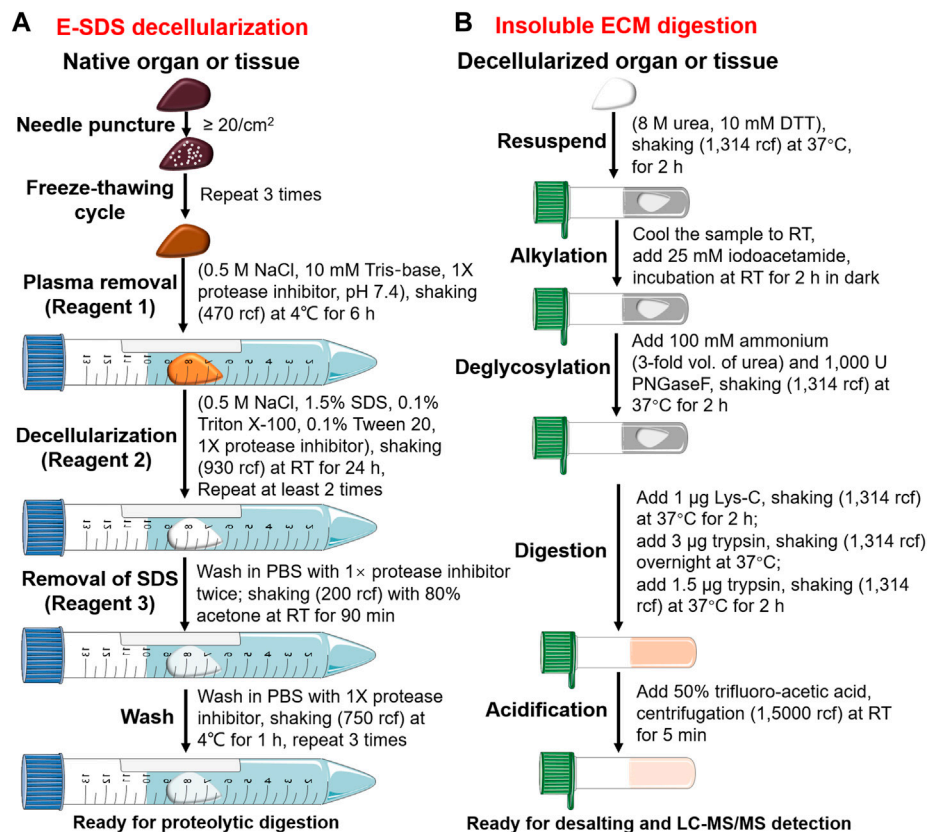 A E-SDS decellularization
Native organ or tissue
Needle puncture
≥ 20/cm²
Freeze-thawing
cycle
Repeat 3 times
Plasma removal
(Reagent 1)
(0.5 M NaCl, 10 mM Tris-base, 1X
protease inhibitor, pH 7.4), shaking
(470 rcf) at 4℃ for 6 h
Decellularization
(Reagent 2)
(0.5 M NaCl, 1.5% SDS, 0.1%
Triton X-100, 0.1% Tween 20,
1X protease inhibitor), shaking
(930 rcf) at RT for 24 h,
Repeat at least 2 times
Removal of SDS
(Reagent 3)
Wash in PBS with 1× protease inhibitor
twice; shaking (200 rcf) with 80%
acetone at RT for 90 min
Wash
Wash in PBS with 1X protease
inhibitor, shaking (750 rcf) at
4℃ for 1 h, repeat 3 times
Ready for proteolytic digestion
B Insoluble ECM digestion
Decellularized organ or tissue
Resuspend
(8 M urea, 10 mM DTT),
shaking (1,314 rcf) at 37°C,
for 2 h
Alkylation
Cool the sample to RT,
add 25 mM iodoacetamide,
incubation at RT for 2 h in dark
Deglycosylation
Add 100 mM ammonium
(3-fold vol. of urea) and 1,000 U
PNGaseF, shaking (1,314 rcf) at
37°C for 2 h
Digestion
Add 1 µg Lys-C, shaking (1,314 rcf)
at 37°C for 2 h;
add 3 µg trypsin, shaking (1,314 rcf)
overnight at 37°C;
add 1.5 µg trypsin, shaking (1,314
rcf) at 37°C for 2 h
Acidification
Add 50% trifluoro-acetic acid,
centrifugation (1,5000 rcf) at RT
for 5 min
Ready for desalting and LC-MS/MS detection